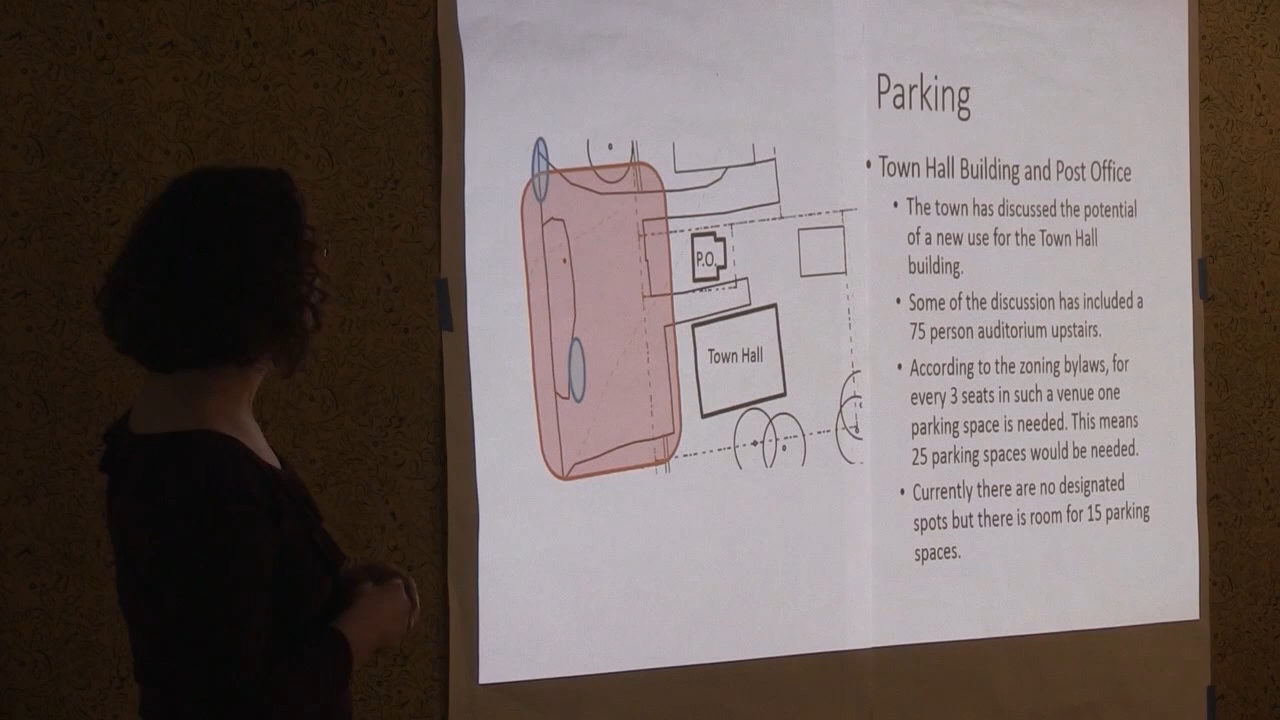 Parking
• Town Hall Building and Post Office
• The town has discussed the potential
of a new use for the Town Hall
building.
• Some of the discussion has included a
75 person auditorium upstairs.
• According to the zoning bylaws, for
every 3 seats in such a venue one
parking space is needed. This means
25 parking spaces would be needed.
• Currently there are no designated
spots but there is room for 15 parking
spaces.
P.O.
Town Hall